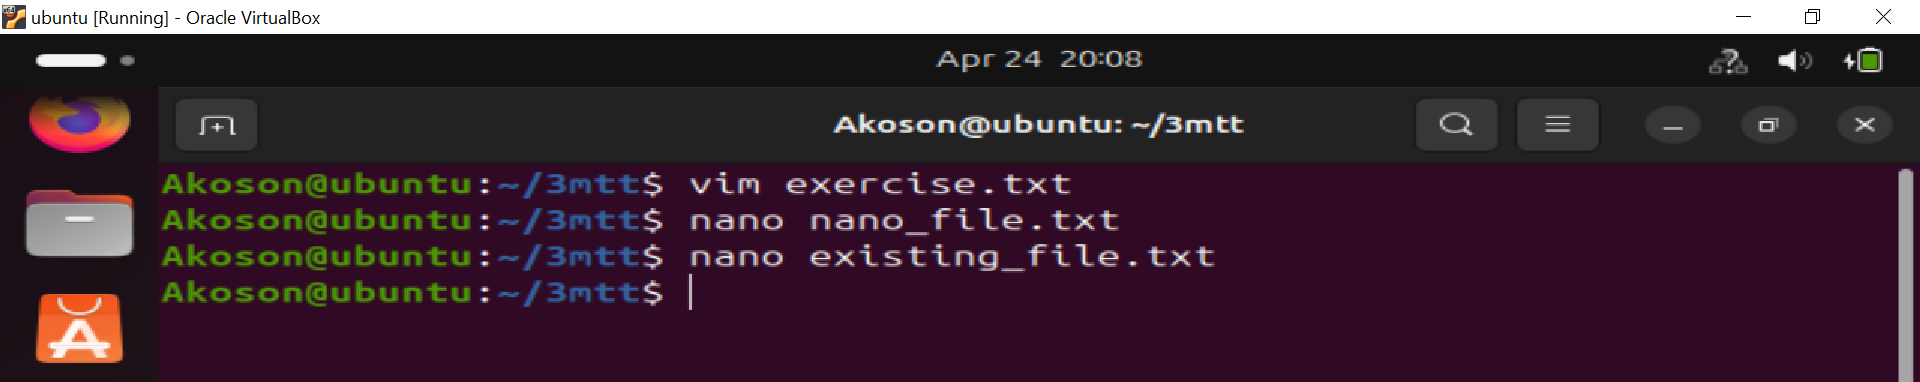 ubuntu [Running] - Oracle VirtualBox
Apr 24 20:08
Akoson@ubuntu: ~/3mtt
Akoson@ubuntu:~/3mtt$ vim exercise.txt
Akoson@ubuntu:~/3mtt$ nano nano_file.txt
Akoson@ubuntu:~/3mtt$ nano existing_file.txt
Akoson@ubuntu:~/3mtt$